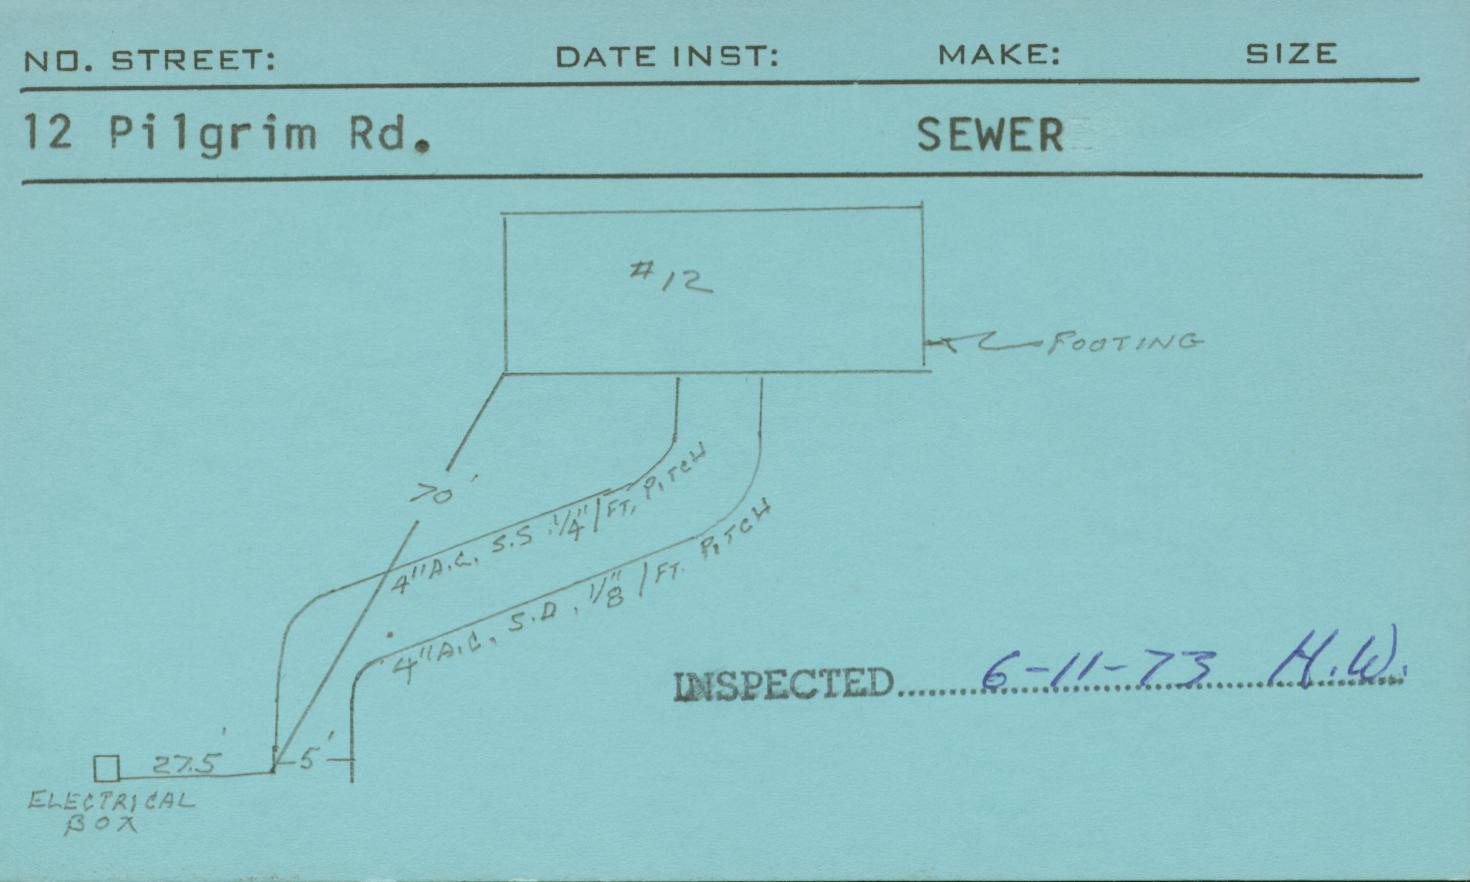 NO. STREET: DATE INST: MAKE: SIZE
12 Pilgrim Rd. SEWER
#12
FOOTING
70'
4" A.C. S.S. 1/4" / FT. PITCH
4" A.C. S.D. 1/8" / FT. PITCH
INSPECTED 6-11-73 H.W.
27.5' 5'
ELECTRICAL
BOX